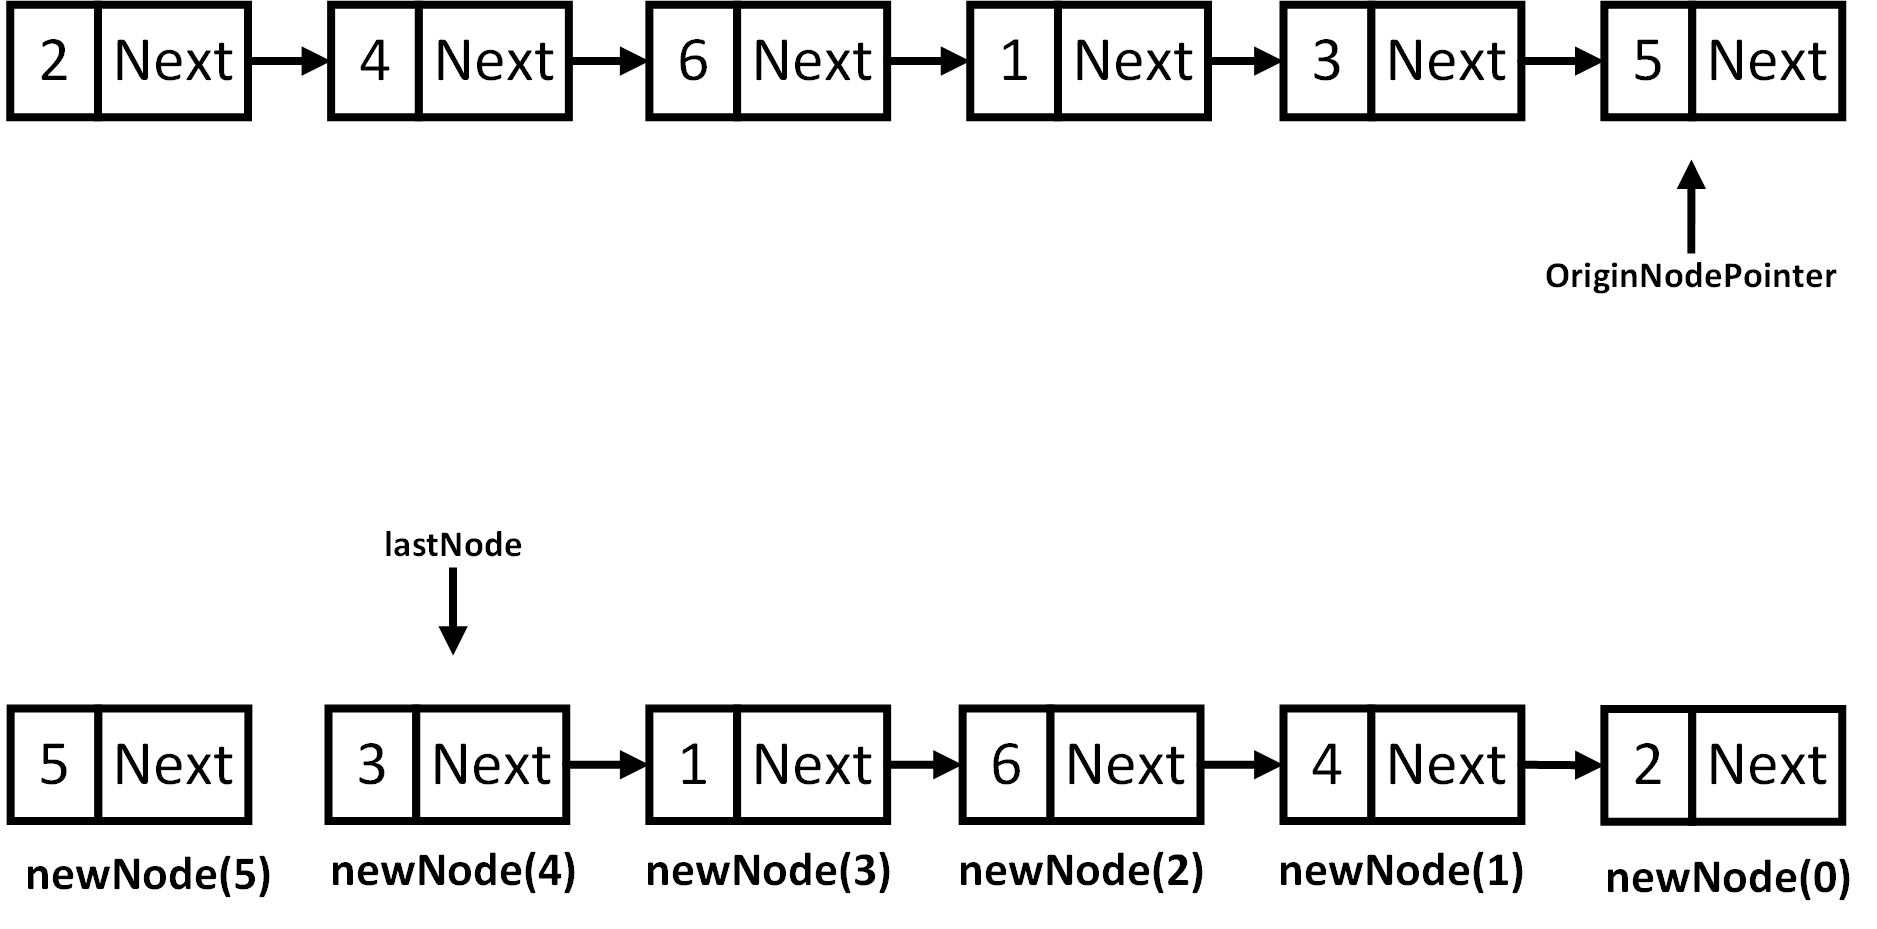 2 Next 4 Next 6 Next 1 Next 3 Next 5 Next
OriginNodePointer
lastNode
5 Next 3 Next 1 Next 6 Next 4 Next 2 Next
newNode(5) newNode(4) newNode(3) newNode(2) newNode(1) newNode(0)